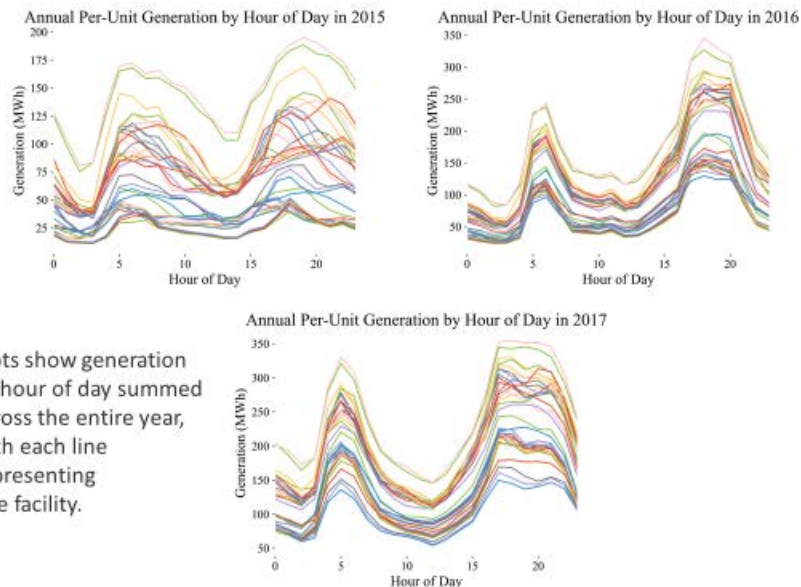 Annual Per-Unit Generation by Hour of Day in 2015
200
175
150
125
100
75
50
25
Generation (MWh)
0 5 10 15 20
Hour of Day
Annual Per-Unit Generation by Hour of Day in 2016
350
300
250
200
150
100
50
Generation (MWh)
0 5 10 15 20
Hour of Day
ots show generation
hour of day summed
ross the entire year,
th each line
presenting
e facility.
Annual Per-Unit Generation by Hour of Day in 2017
350
300
250
200
150
100
50
Generation (MWh)
0 5 10 15 20
Hour of Day